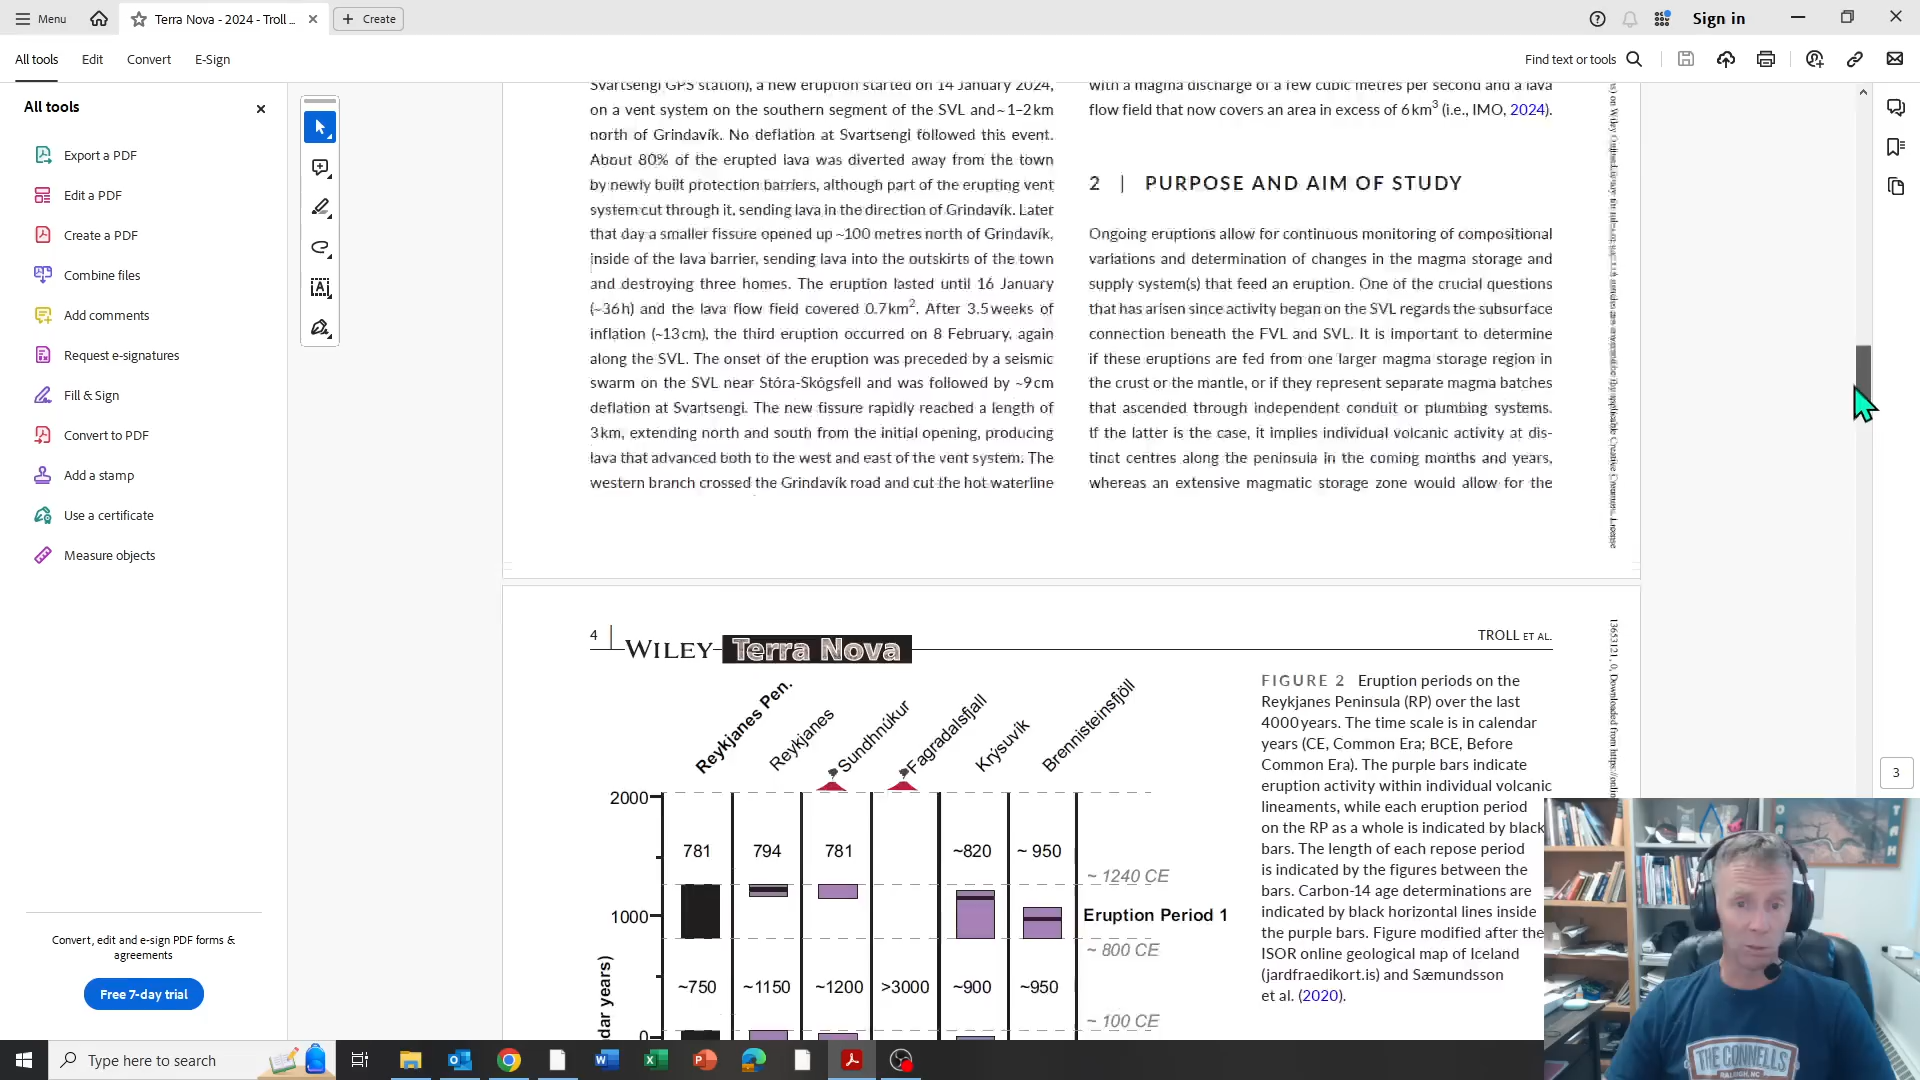 Menu
Terra Nova - 2024 - Troll ...
Create
Sign in
All tools
Edit
Convert
E-Sign
Find text or tools
All tools
Export a PDF
Edit a PDF
Create a PDF
Combine files
Add comments
Request e-signatures
Fill & Sign
Convert to PDF
Add a stamp
Use a certificate
Measure objects
Convert, edit and e-sign PDF forms &
agreements
Free 7-day trial
Svartsengi GPS station), a new eruption started on 14 January 2024,
on a vent system on the southern segment of the SVL and ~1–2 km
north of Grindavík. No deflation at Svartsengi followed this event.
About 80% of the erupted lava was diverted away from the town
by newly built protection barriers, although part of the erupting vent
system cut through it, sending lava in the direction of Grindavík. Later
that day a smaller fissure opened up ~100 metres north of Grindavík,
inside of the lava barrier, sending lava into the outskirts of the town
and destroying three homes. The eruption lasted until 16 January
(~36 h) and the lava flow field covered 0.7 km². After 3.5 weeks of
inflation (~13 cm), the third eruption occurred on 8 February, again
along the SVL. The onset of the eruption was preceded by a seismic
swarm on the SVL near Stóra-Skógsfell and was followed by ~9 cm
deflation at Svartsengi. The new fissure rapidly reached a length of
3 km, extending north and south from the initial opening, producing
lava that advanced both to the west and east of the vent system. The
western branch crossed the Grindavík road and cut the hot waterline
with a magma discharge of a few cubic metres per second and a lava
flow field that now covers an area in excess of 6 km³ (i.e., IMO, 2024).
2 | PURPOSE AND AIM OF STUDY
Ongoing eruptions allow for continuous monitoring of compositional
variations and determination of changes in the magma storage and
supply system(s) that feed an eruption. One of the crucial questions
that has arisen since activity began on the SVL regards the subsurface
connection beneath the FVL and SVL. It is important to determine
if these eruptions are fed from one larger magma storage region in
the crust or the mantle, or if they represent separate magma batches
that ascended through independent conduit or plumbing systems.
If the latter is the case, it implies individual volcanic activity at dis-
tinct centres along the peninsula in the coming months and years,
whereas an extensive magmatic storage zone would allow for the
4
WILEY Terra Nova
TROLL ET AL.
Reykjanes Pen.
Reykjanes
Sundhnúkur
Fagradalsfjall
Krýsuvík
Brennisteinsfjöll
2000
781 794 781 ~820 ~ 950
~ 1240 CE
1000
Eruption Period 1
~ 800 CE
~750 ~1150 ~1200 >3000 ~900 ~950
~ 100 CE
0
dar years)
FIGURE 2 Eruption periods on the
Reykjanes Peninsula (RP) over the last
4000 years. The time scale is in calendar
years (CE, Common Era; BCE, Before
Common Era). The purple bars indicate
eruption activity within individual volcanic
lineaments, while each eruption period
on the RP as a whole is indicated by black
bars. The length of each repose period
is indicated by the figures between the
bars. Carbon-14 age determinations are
indicated by black horizontal lines inside
the purple bars. Figure modified after the
ISOR online geological map of Iceland
(jardfraedikort.is) and Sæmundsson
et al. (2020).
3
THE CONNELLS
RALEIGH, NC
Type here to search